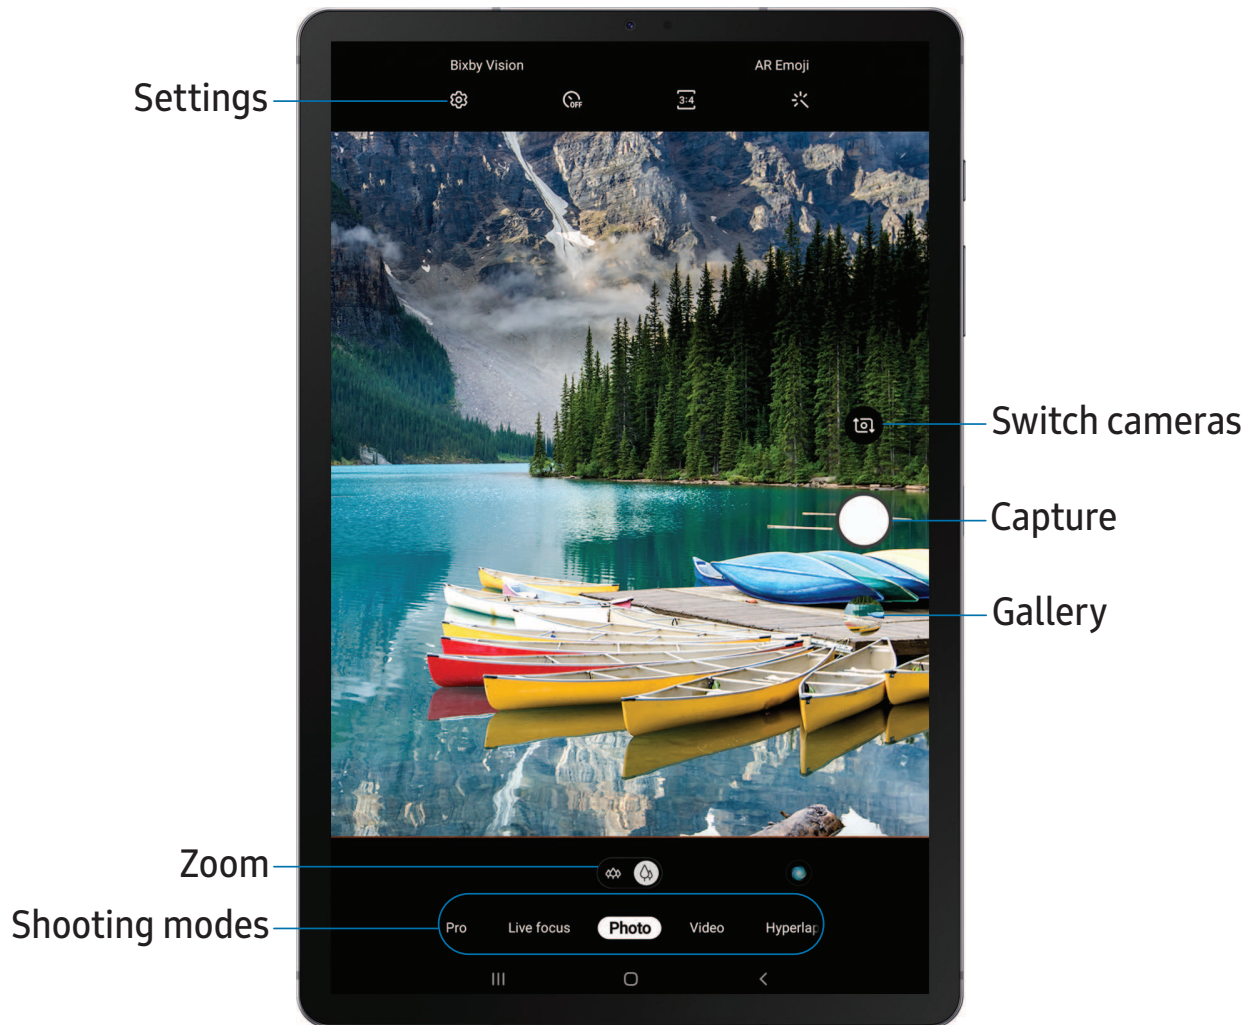 Bixby Vision
AR Emoji
Settings
OFF
3:4
Switch cameras
Capture
Gallery
Zoom
Shooting modes
Pro
Live focus
Photo
Video
Hyperlap